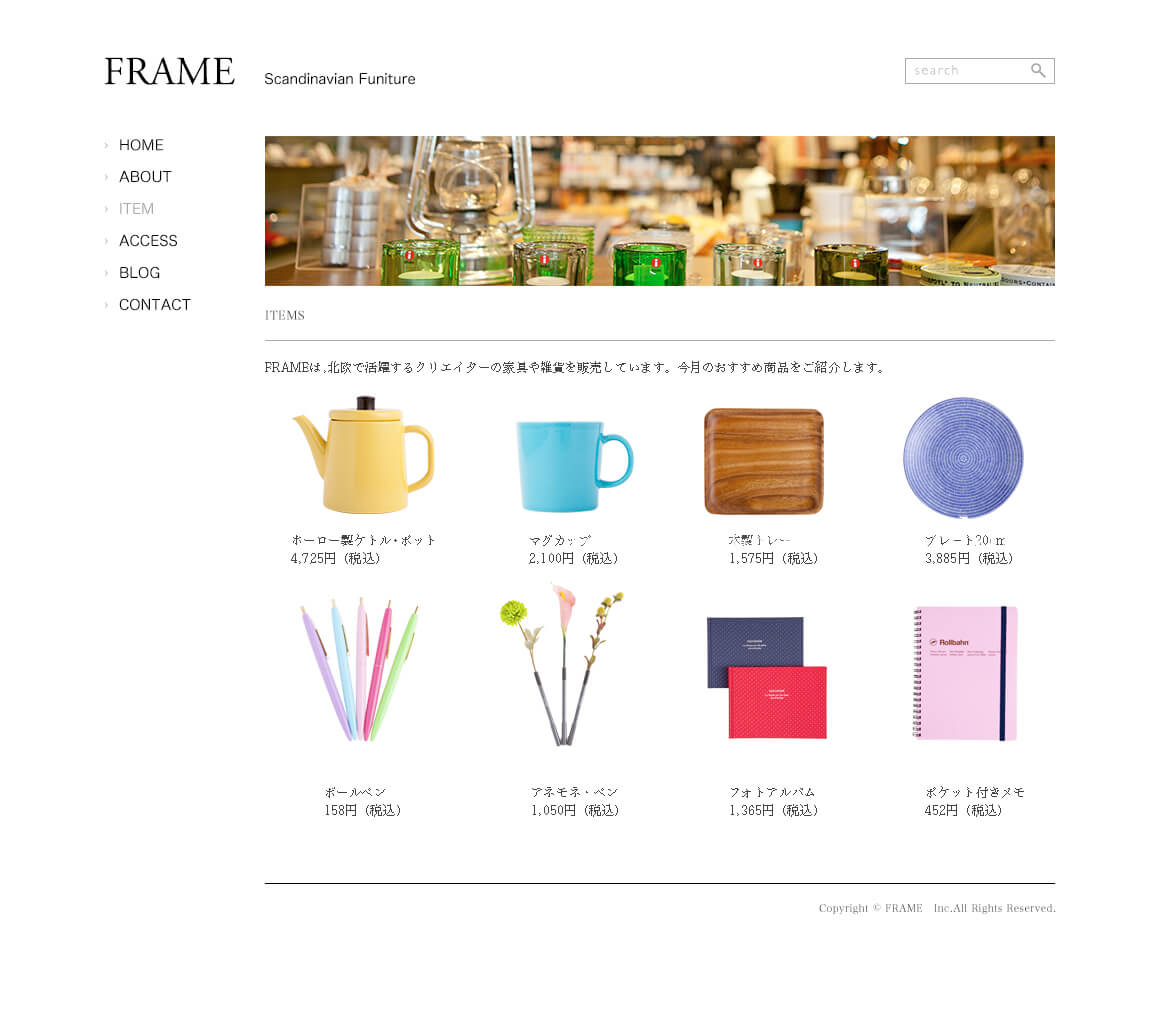 FRAME
Scandinavian Funiture
search
HOME
ABOUT
ITEM
ACCESS
BLOG
CONTACT
ITEMS
FRAMEは､北欧で活躍するクリエイターの家具や雑貨を販売しています。今月のおすすめ商品をご紹介します。
ホーロー製ケトル・ポット
4,725円（税込）
マグカップ
2,100円（税込）
木製トレー
1,575円（税込）
プレート20cm
3,885円（税込）
Rollbahn
ボールペン
158円（税込）
アネモネ・ペン
1,050円（税込）
フォトアルバム
1,365円（税込）
ポケット付きメモ
452円（税込）
Copyright © FRAME　Inc.All Rights Reserved.